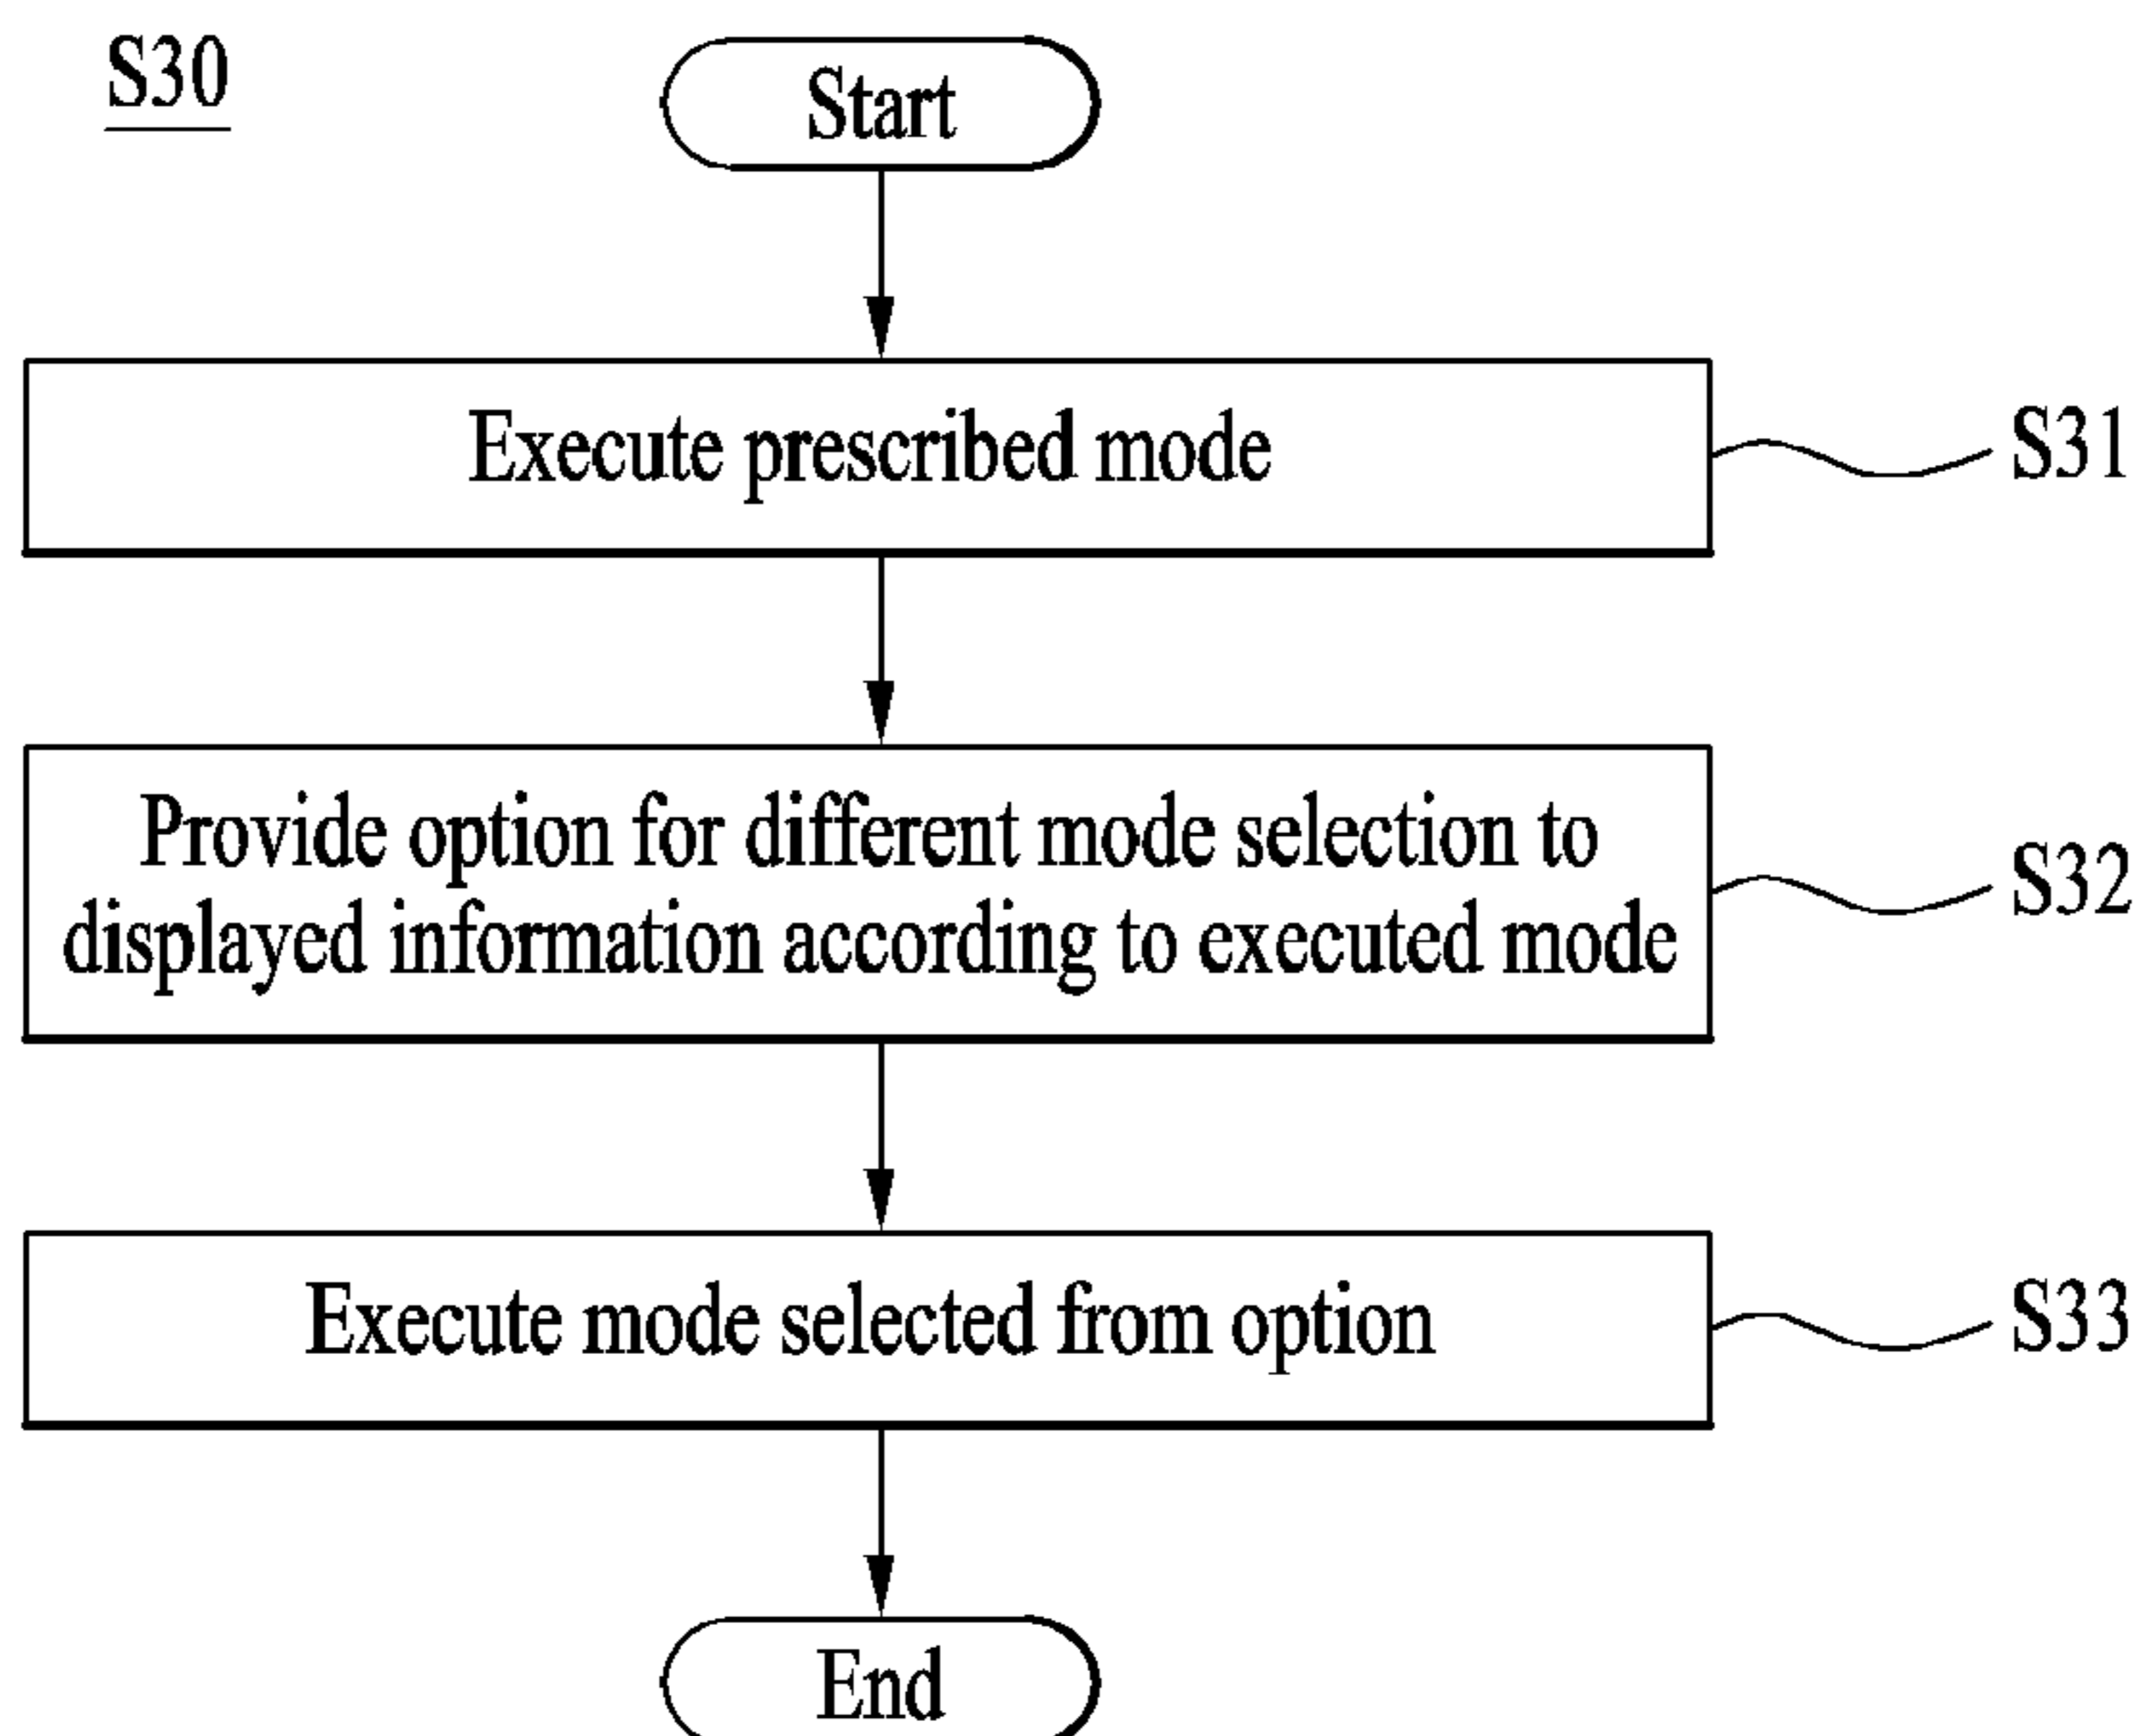 S30
Start
Execute prescribed mode
S31
Provide option for different mode selection to
displayed information according to executed mode
S32
Execute mode selected from option
S33
End